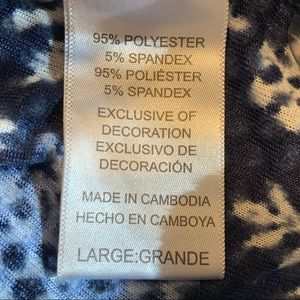 95% POLYESTER
5% SPANDEX
95% POLIÉSTER
5% SPANDEX
EXCLUSIVE OF
DECORATION
EXCLUSIVO DE
DECORACIÓN
MADE IN CAMBODIA
HECHO EN CAMBOYA
LARGE:GRANDE